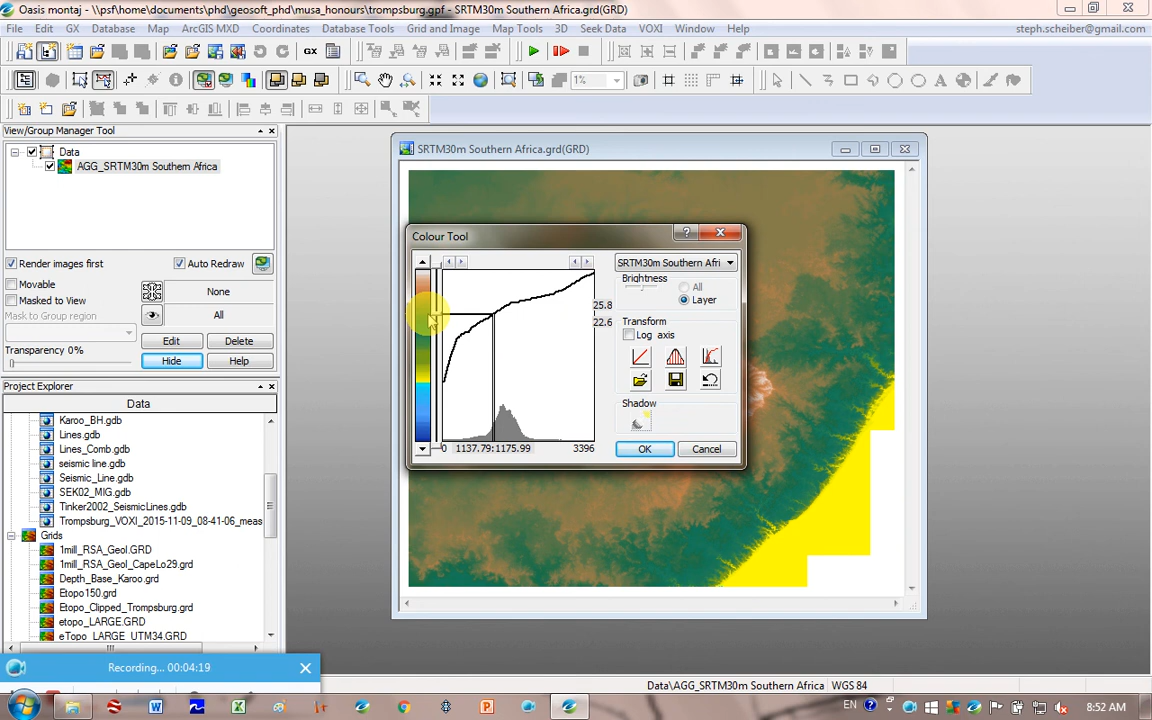 Oasis montaj - \\psf\home\documents\phd\geosoft_phd\musa_honours\trompsburg.gpf - SRTM30m Southern Africa.grd(GRD)
File Edit GX Database Map ArcGIS MXD Coordinates Database Tools Grid and Image Map Tools 3D Seek Data VOXI Window Help steph.scheiber@gmail.com
GX
1%
View/Group Manager Tool
Data
AGG_SRTM30m Southern Africa
Render images first Auto Redraw
Movable
Masked to View
None
Mask to Group region
All
Transparency 0%
Edit Delete
Hide Help
Project Explorer
Data
Karoo_BH.gdb
Lines.gdb
Lines_Comb.gdb
seismic line.gdb
Seismic_Line.gdb
SEK02_MIG.gdb
Tinker2002_SeismicLines.gdb
Trompsburg_VOXI_2015-11-09_08-41-06_meas
Grids
1mill_RSA_Geol.GRD
1mill_RSA_Geol_CapeLo29.grd
Depth_Base_Karoo.grd
Etopo150.grd
Etopo_Clipped_Trompsburg.grd
etopo_LARGE.GRD
eTopo_LARGE_UTM34.GRD
SRTM30m Southern Africa.grd(GRD)
Colour Tool
SRTM30m Southern Afri
Brightness
All
Layer
25.8
22.6
Transform
Log axis
Shadow
0 1137.79:1175.99 3396
OK Cancel
Recording... 00:04:19
Data\AGG_SRTM30m Southern Africa WGS 84
EN 8:52 AM